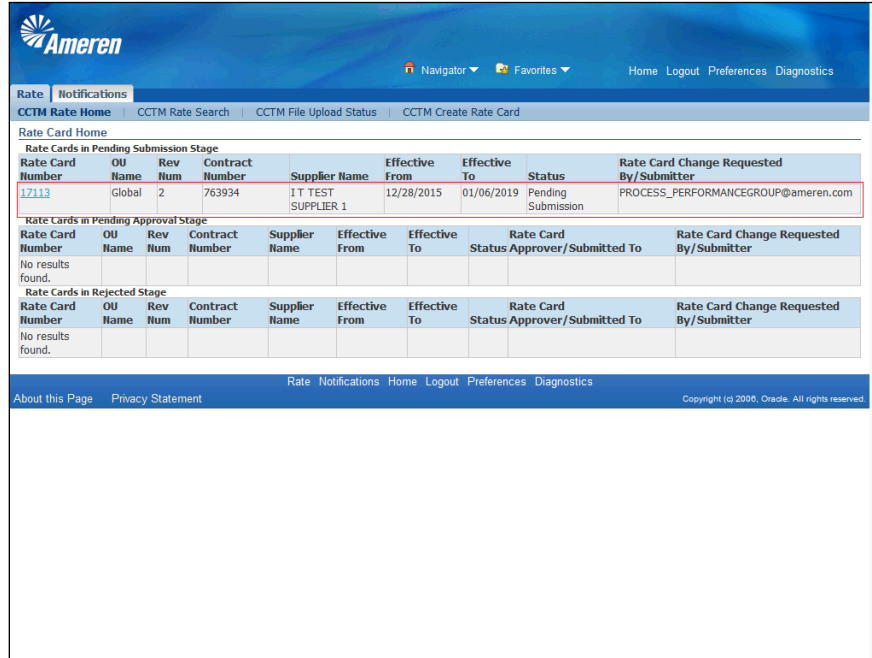 Ameren
Navigator Favorites Home Logout Preferences Diagnostics
Rate Notifications
CCTM Rate Home | CCTM Rate Search | CCTM File Upload Status | CCTM Create Rate Card
Rate Card Home
Rate Cards in Pending Submission Stage
Rate Card OU Rev Contract Effective Effective Rate Card Change Requested
Number Name Num Number Supplier Name From To Status By/Submitter
17113 Global 2 763934 I T TEST 12/28/2015 01/06/2019 Pending PROCESS_PERFORMANCEGROUP@ameren.com
SUPPLIER 1 Submission
Rate Cards in Pending Approval Stage
Rate Card OU Rev Contract Supplier Effective Effective Rate Card Rate Card Change Requested
Number Name Num Number Name From To Status Approver/Submitted To By/Submitter
No results
found.
Rate Cards in Rejected Stage
Rate Card OU Rev Contract Supplier Effective Effective Rate Card Rate Card Change Requested
Number Name Num Number Name From To Status Approver/Submitted To By/Submitter
No results
found.
Rate Notifications Home Logout Preferences Diagnostics
About this Page Privacy Statement Copyright (c) 2006, Oracle. All rights reserved.